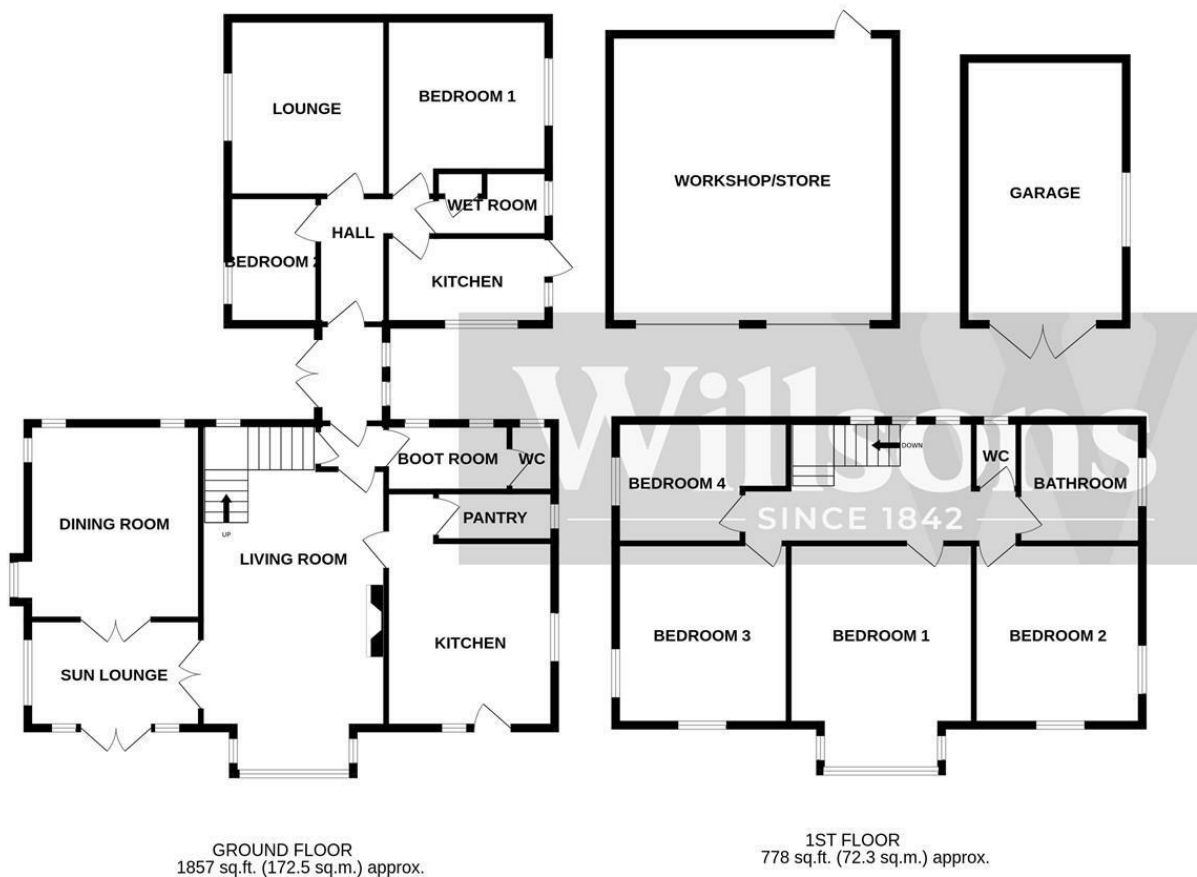 LOUNGE
BEDROOM 1
WORKSHOP/STORE
GARAGE
WET ROOM
HALL
BEDROOM 2
KITCHEN
Willsons
SINCE 1842
DINING ROOM
UP
LIVING ROOM
BOOT ROOM
WC
PANTRY
KITCHEN
SUN LOUNGE
DOWN
BEDROOM 4
WC
BATHROOM
BEDROOM 3
BEDROOM 1
BEDROOM 2
GROUND FLOOR
1857 sq.ft. (172.5 sq.m.) approx.
1ST FLOOR
778 sq.ft. (72.3 sq.m.) approx.